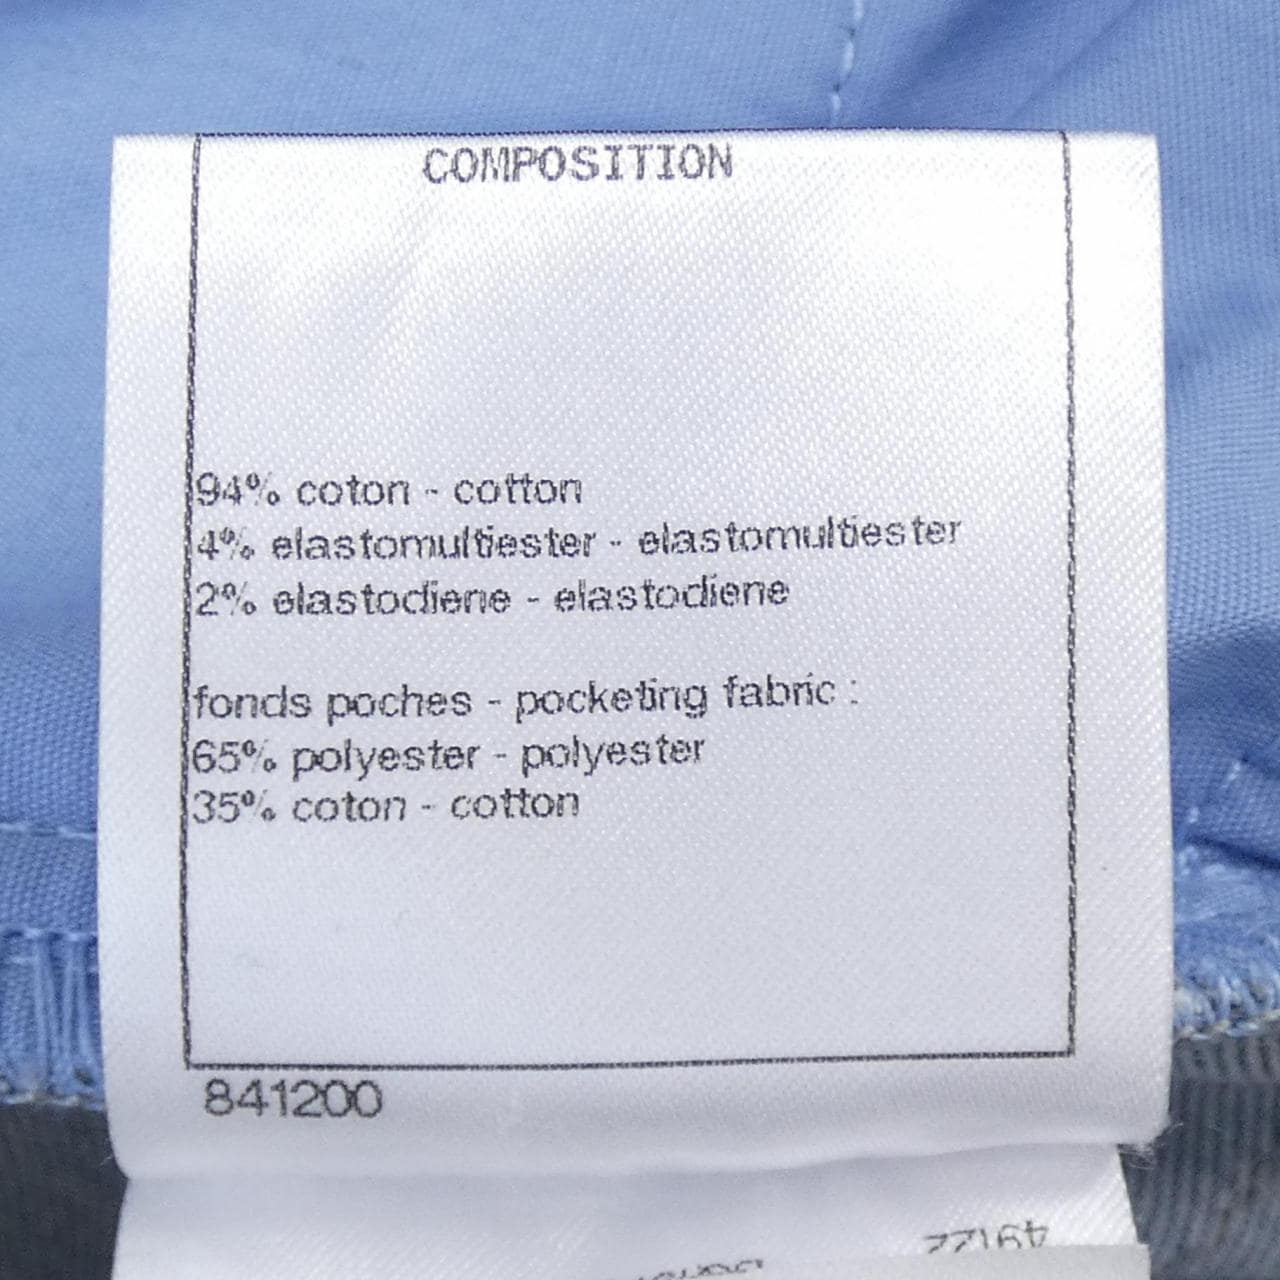 COMPOSITION
94% coton - cotton
4% elastomultiester - elastomultiester
2% elastodiene - elastodiene
fonds poches - pocketing fabric :
65% polyester - polyester
35% coton - cotton
841200